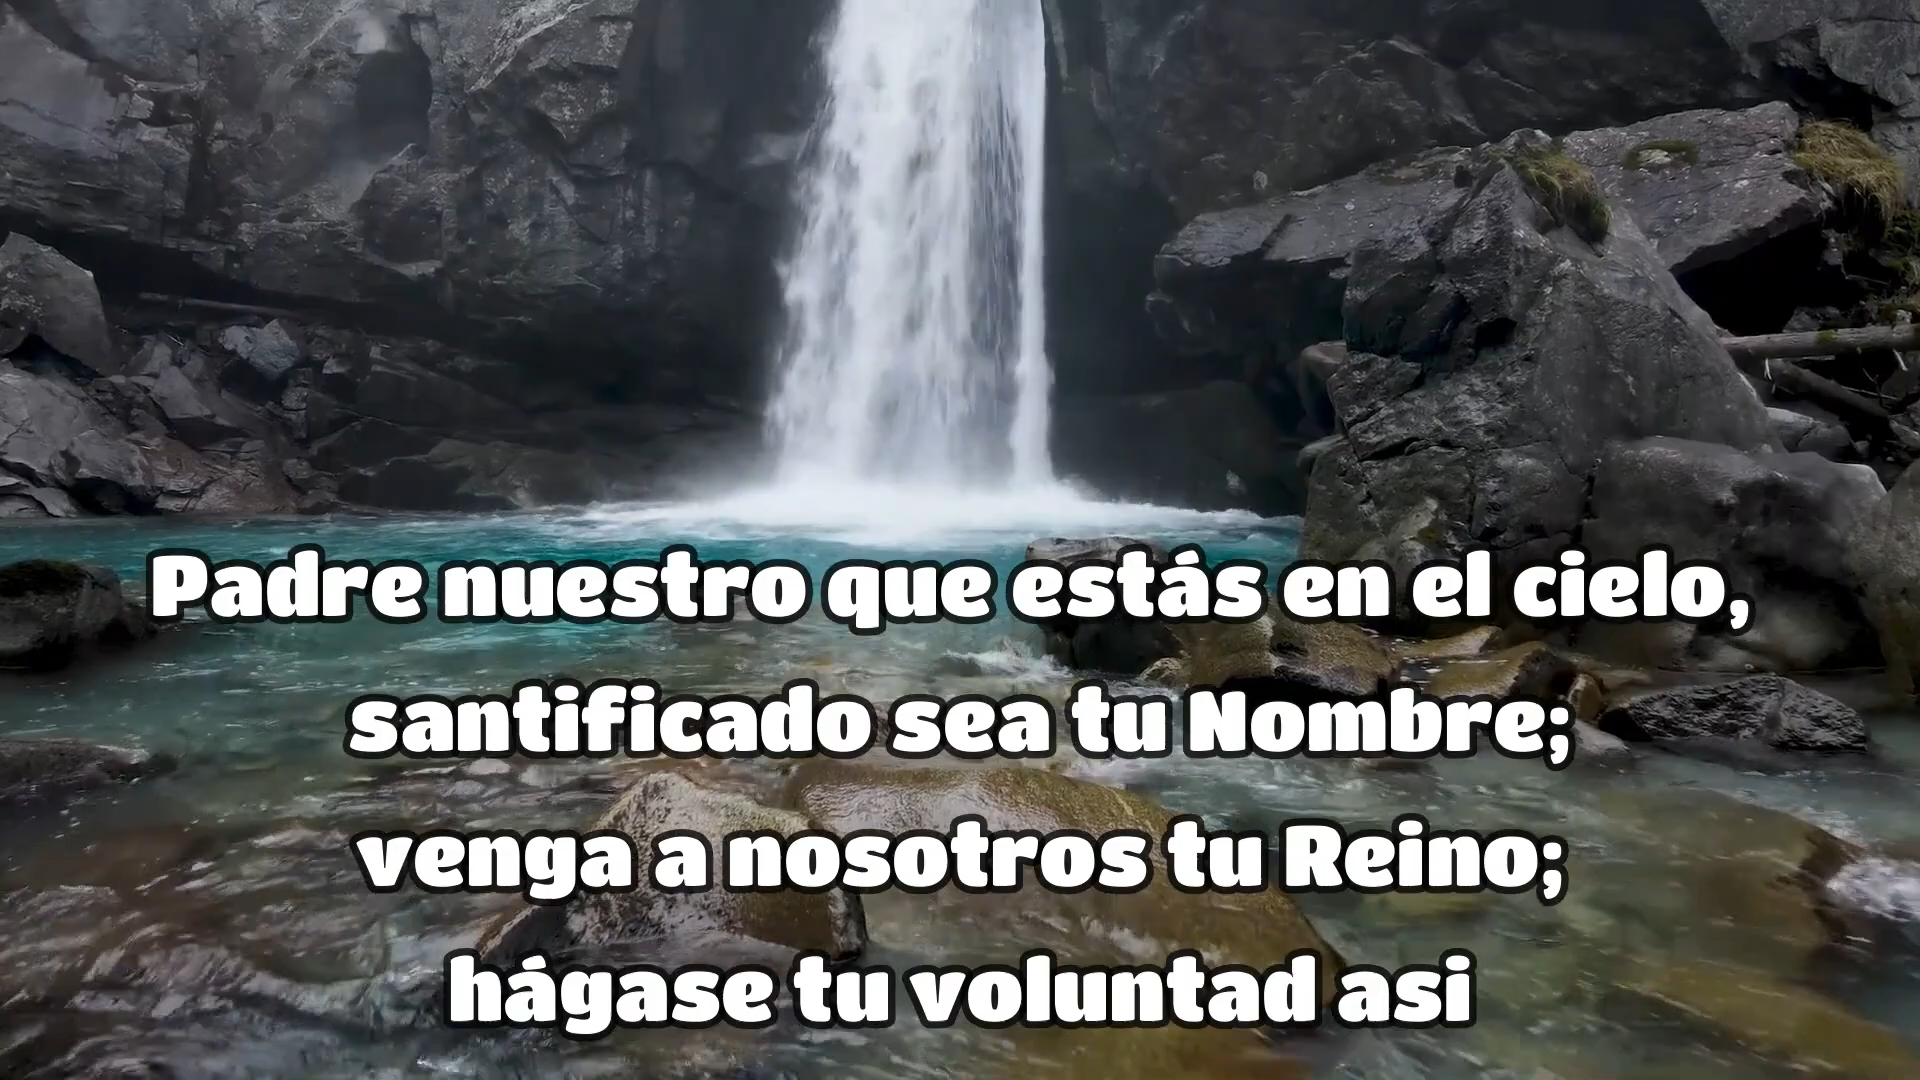 Padre nuestro que estás en el cielo,
santificado sea tu Nombre;
venga a nosotros tu Reino;
hágase tu voluntad asi